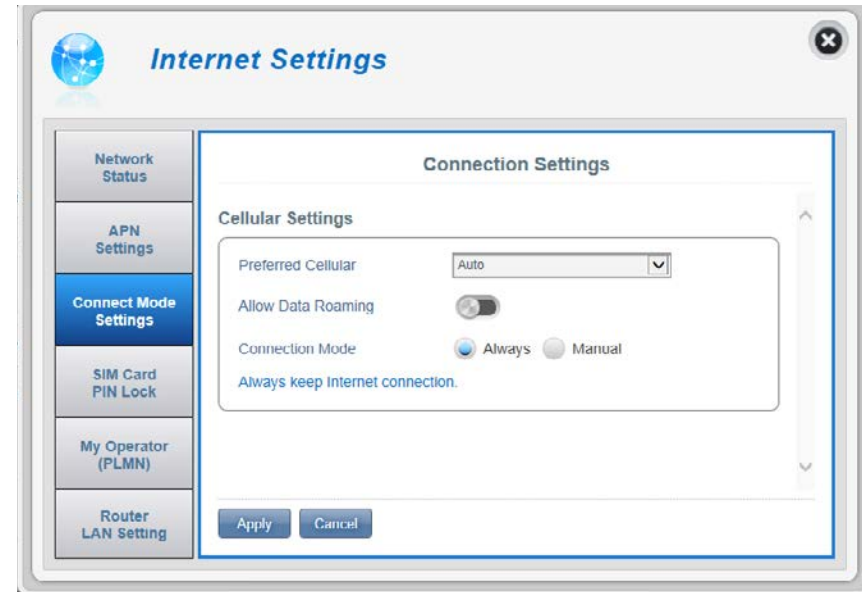 Internet Settings
Network
Status
APN
Settings
Connect Mode
Settings
SIM Card
PIN Lock
My Operator
(PLMN)
Router
LAN Setting
Connection Settings
Cellular Settings
Preferred Cellular
Auto
Allow Data Roaming
Connection Mode
Always
Manual
Always keep Internet connection.
Apply
Cancel